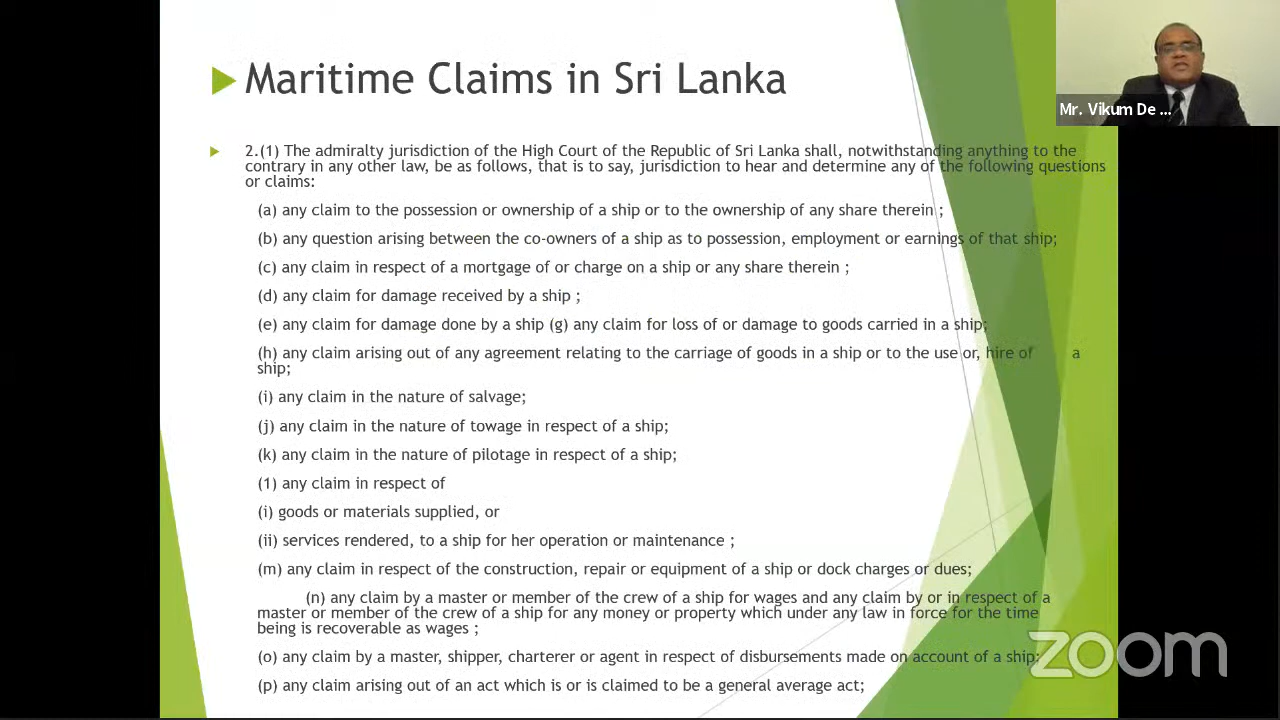 Maritime Claims in Sri Lanka
Mr. Vikum De ...
2.(1) The admiralty jurisdiction of the High Court of the Republic of Sri Lanka shall, notwithstanding anything to the
contrary in any other law, be as follows, that is to say, jurisdiction to hear and determine any of the following questions
or claims:
(a) any claim to the possession or ownership of a ship or to the ownership of any share therein ;
(b) any question arising between the co-owners of a ship as to possession, employment or earnings of that ship;
(c) any claim in respect of a mortgage of or charge on a ship or any share therein ;
(d) any claim for damage received by a ship ;
(e) any claim for damage done by a ship (g) any claim for loss of or damage to goods carried in a ship;
(h) any claim arising out of any agreement relating to the carriage of goods in a ship or to the use or, hire of a
ship;
(i) any claim in the nature of salvage;
(j) any claim in the nature of towage in respect of a ship;
(k) any claim in the nature of pilotage in respect of a ship;
(1) any claim in respect of
(i) goods or materials supplied, or
(ii) services rendered, to a ship for her operation or maintenance ;
(m) any claim in respect of the construction, repair or equipment of a ship or dock charges or dues;
(n) any claim by a master or member of the crew of a ship for wages and any claim by or in respect of a
master or member of the crew of a ship for any money or property which under any law in force for the time
being is recoverable as wages ;
(o) any claim by a master, shipper, charterer or agent in respect of disbursements made on account of a ship;
(p) any claim arising out of an act which is or is claimed to be a general average act;
zoom